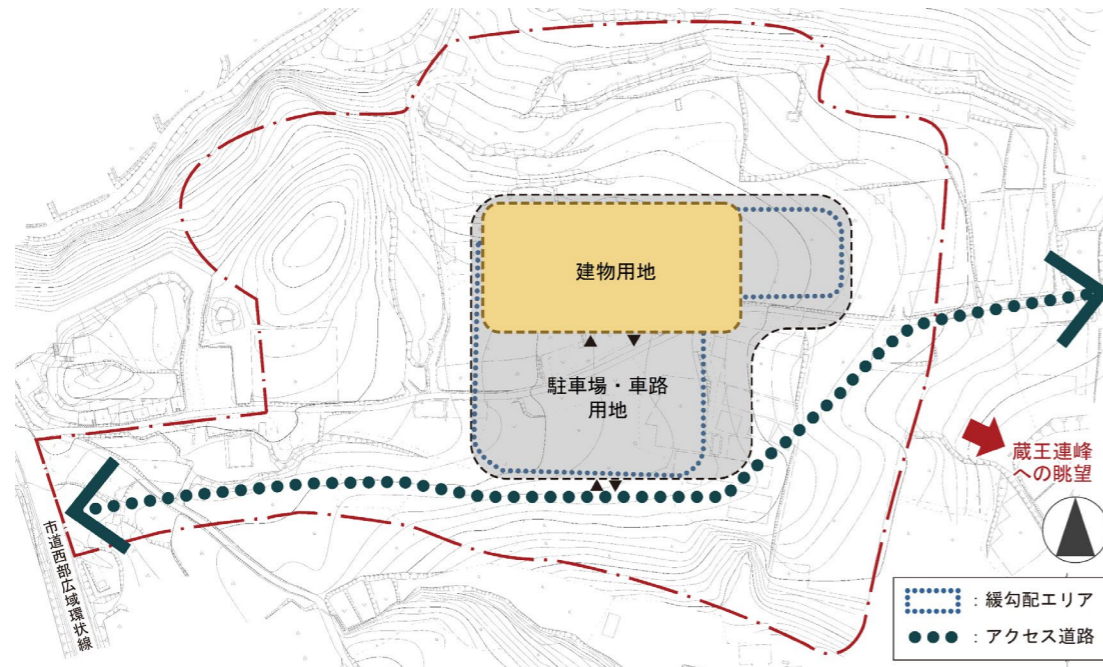 建物用地
駐車場・車路
用地
蔵王連峰
への眺望
市道西部広域環状線
：緩勾配エリア
：アクセス道路